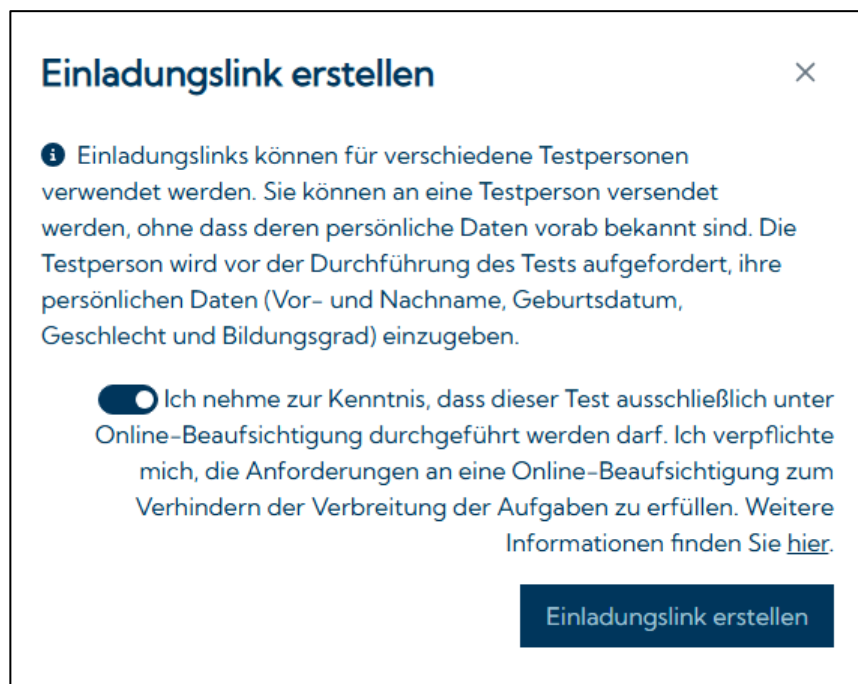 Einladungslink erstellen
Einladungslinks können für verschiedene Testpersonen
verwendet werden. Sie können an eine Testperson versendet
werden, ohne dass deren persönliche Daten vorab bekannt sind. Die
Testperson wird vor der Durchführung des Tests aufgefordert, ihre
persönlichen Daten (Vor- und Nachname, Geburtsdatum,
Geschlecht und Bildungsgrad) einzugeben.
Ich nehme zur Kenntnis, dass dieser Test ausschließlich unter
Online-Beaufsichtigung durchgeführt werden darf. Ich verpflichte
mich, die Anforderungen an eine Online-Beaufsichtigung zum
Verhindern der Verbreitung der Aufgaben zu erfüllen. Weitere
Informationen finden Sie hier.
Einladungslink erstellen